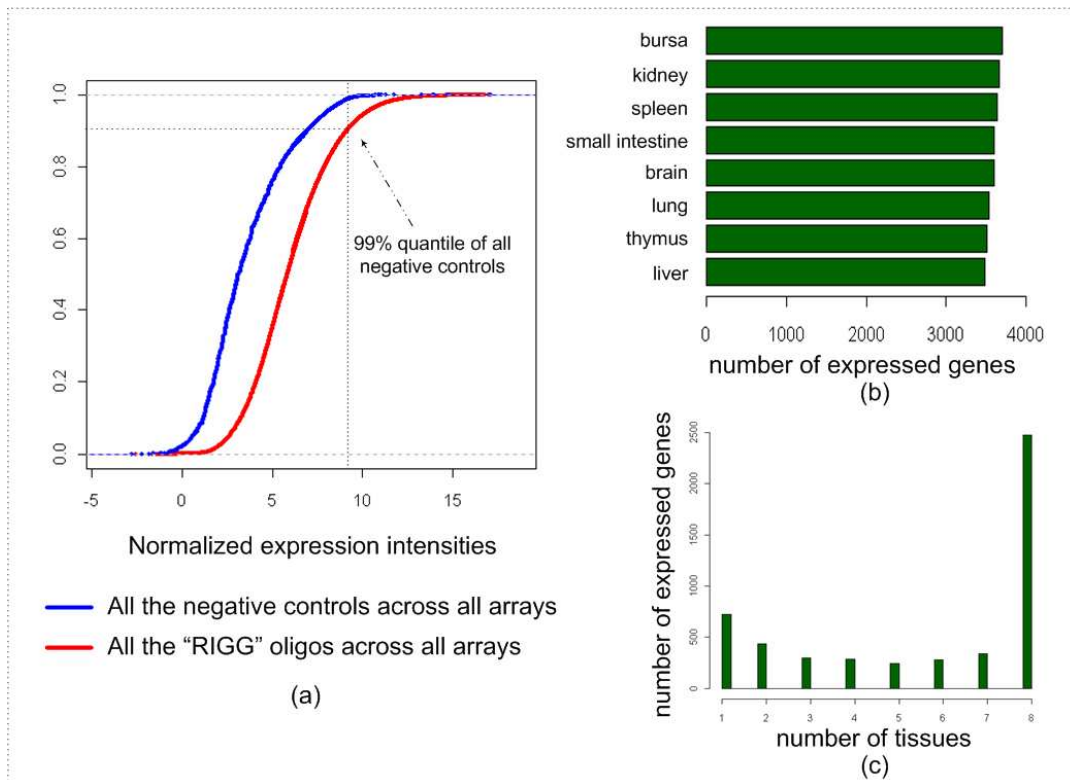 1.0
0.8
0.6
0.4
0.2
0.0
-5 0 5 10 15
99% quantile of all
negative controls
Normalized expression intensities
All the negative controls across all arrays
All the “RIGG” oligos across all arrays
(a)
bursa
kidney
spleen
small intestine
brain
lung
thymus
liver
0 1000 2000 3000 4000
number of expressed genes
(b)
number of expressed genes
2500
2000
1500
1000
500
0
1 2 3 4 5 6 7 8
number of tissues
(c)